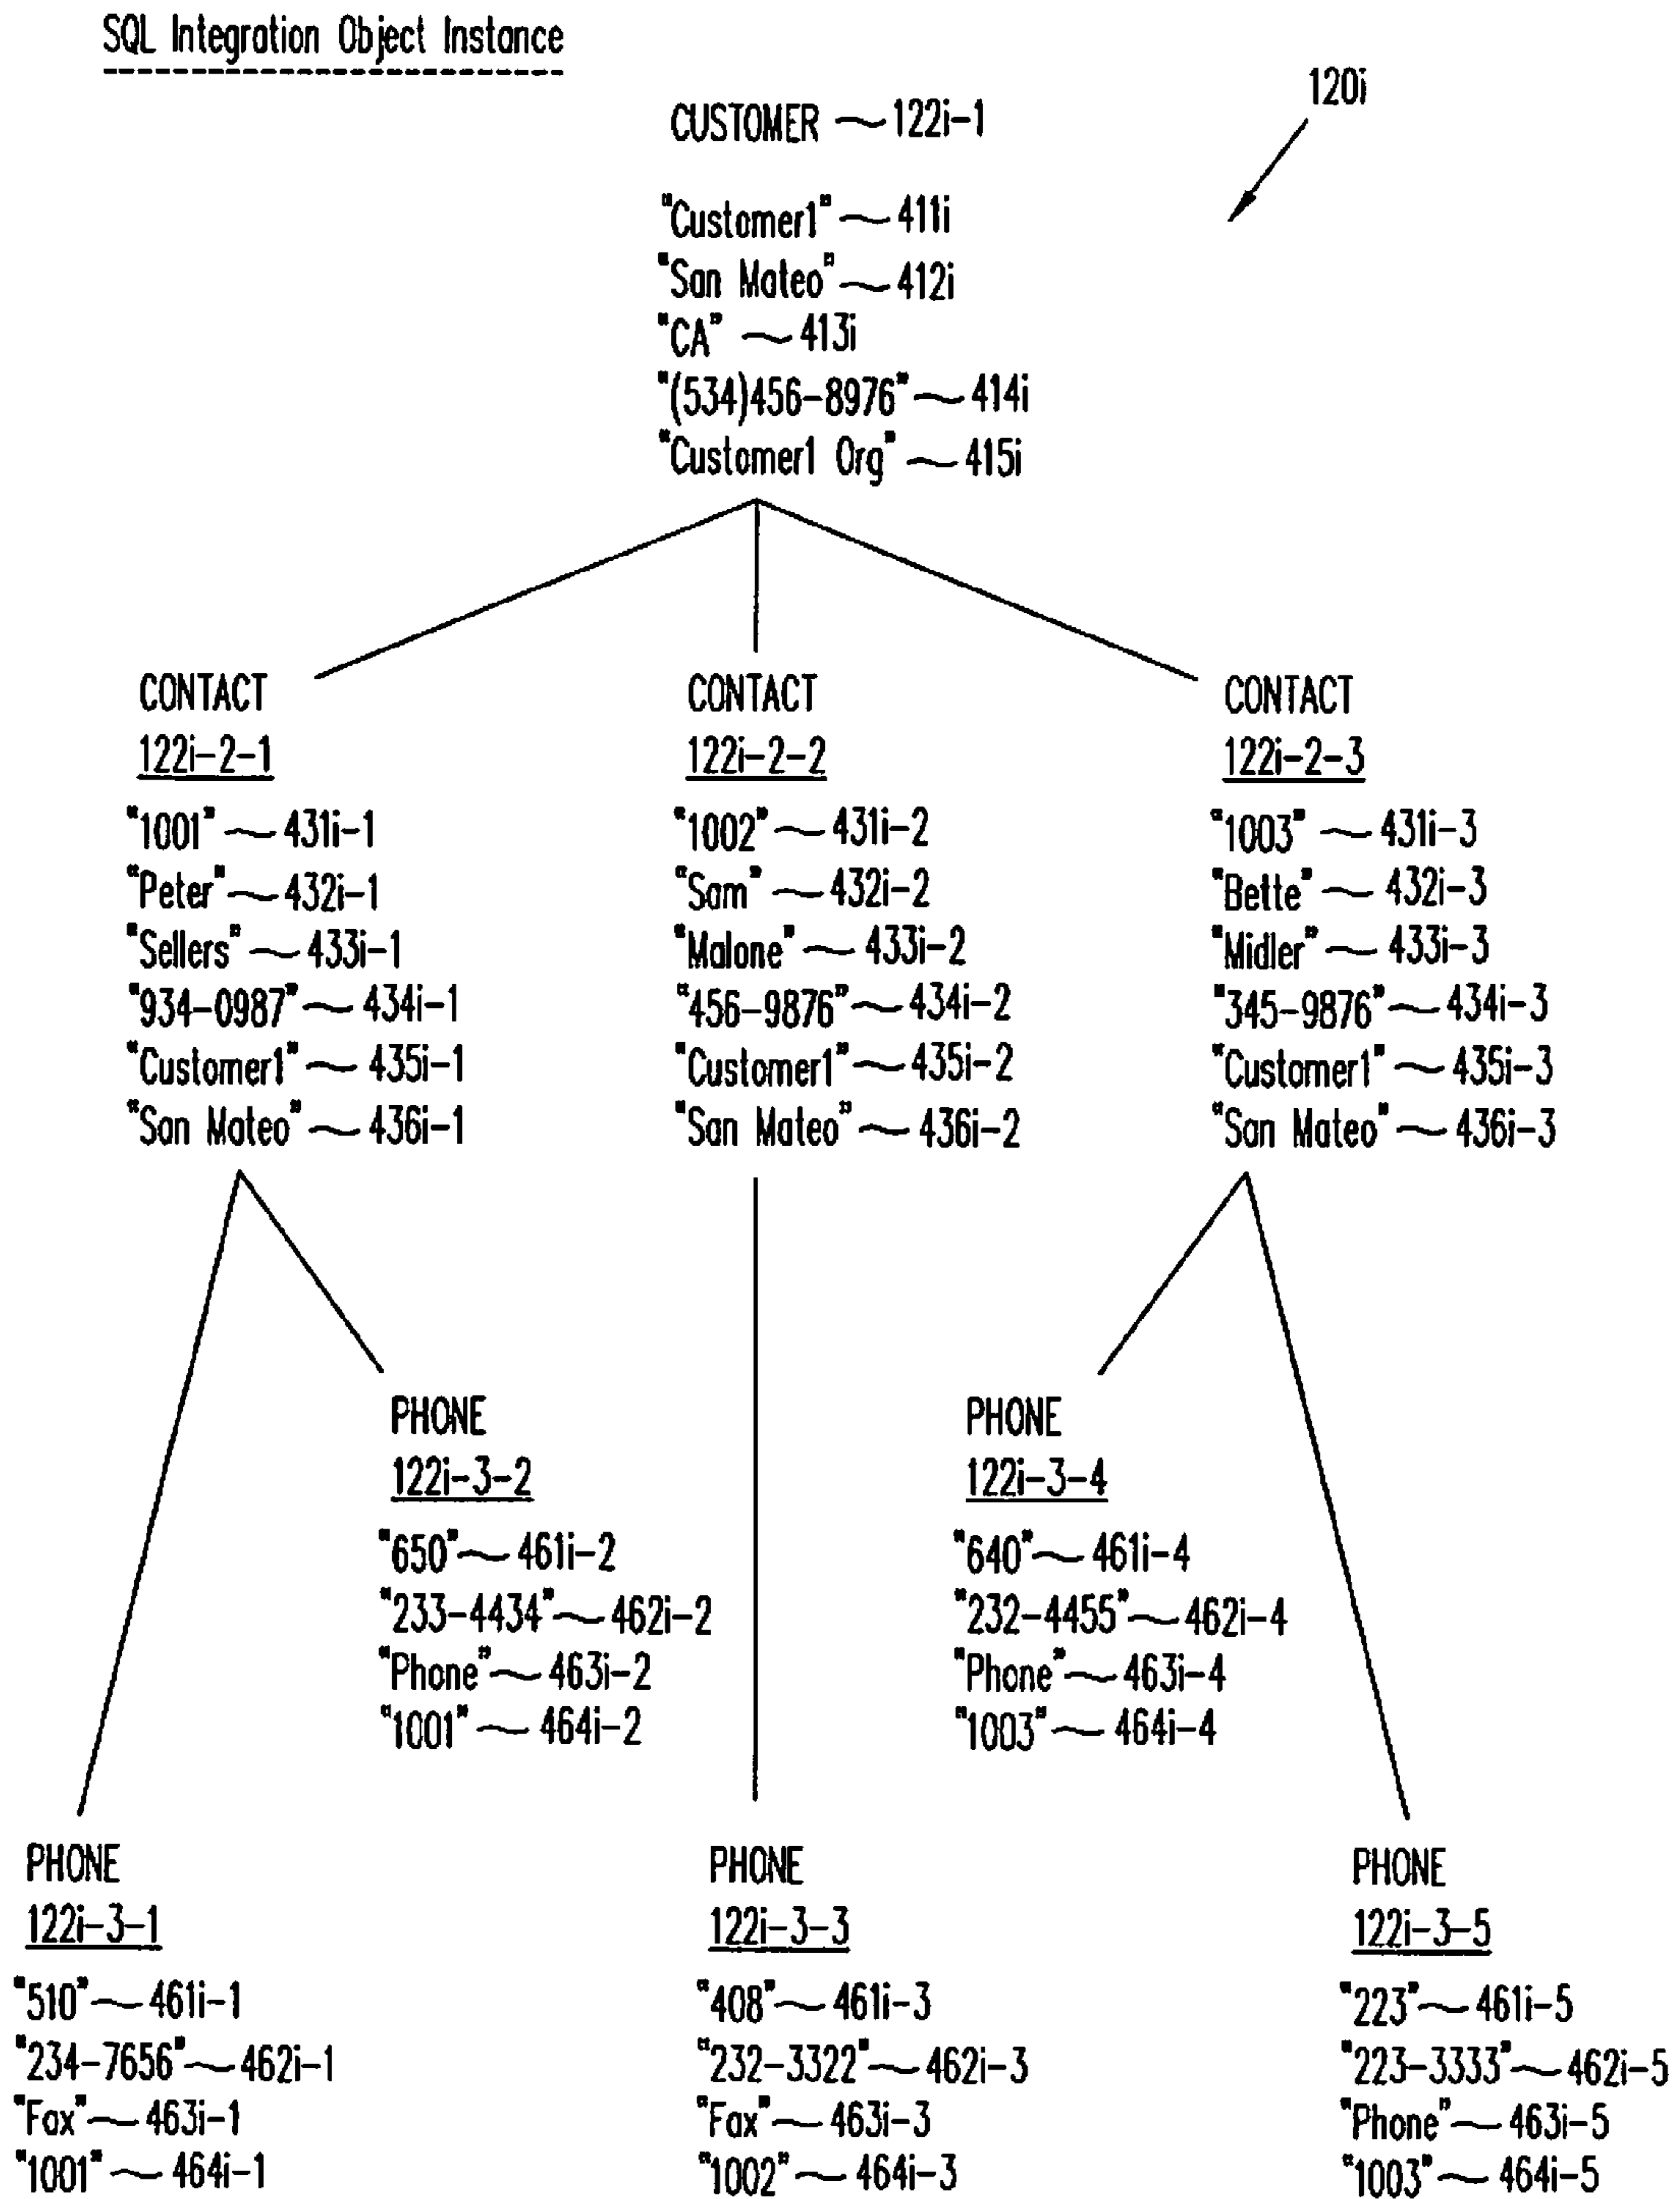 SQL Integration Object Instance
120i
CUSTOMER ~122i-1
"Customer1"~411i
"San Mateo"~412i
"CA" ~413i
"(534)456-8976"~414i
"Customer1 Org"~415i
CONTACT
122i-2-1
"1001"~431i-1
"Peter"~432i-1
"Sellers"~433i-1
"934-0987"~434i-1
"Customer1"~435i-1
"San Mateo"~436i-1
CONTACT
122i-2-2
"1002"~431i-2
"Sam"~432i-2
"Malone"~433i-2
"456-9876"~434i-2
"Customer1"~435i-2
"San Mateo"~436i-2
CONTACT
122i-2-3
"1003"~431i-3
"Bette"~432i-3
"Midler"~433i-3
"345-9876"~434i-3
"Customer1"~435i-3
"San Mateo"~436i-3
PHONE
122i-3-2
"650"~461i-2
"233-4434"~462i-2
"Phone"~463i-2
"1001"~464i-2
PHONE
122i-3-4
"640"~461i-4
"232-4455"~462i-4
"Phone"~463i-4
"1003"~464i-4
PHONE
122i-3-1
"510"~461i-1
"234-7656"~462i-1
"Fax"~463i-1
"1001"~464i-1
PHONE
122i-3-3
"408"~461i-3
"232-3322"~462i-3
"Fax"~463i-3
"1002"~464i-3
PHONE
122i-3-5
"223"~461i-5
"223-3333"~462i-5
"Phone"~463i-5
"1003"~464i-5